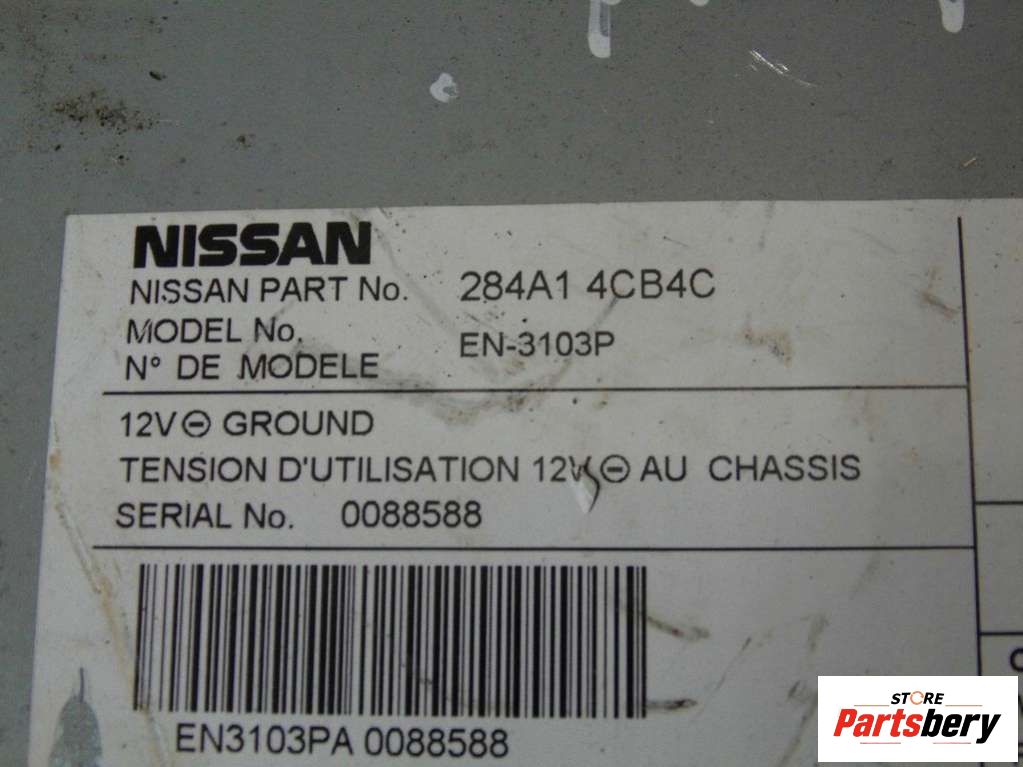 NISSAN
NISSAN PART No. 284A1 4CB4C
MODEL No. EN-3103P
N° DE MODELE
12V⊖ GROUND
TENSION D'UTILISATION 12V⊖ AU CHASSIS
SERIAL No. 0088588
EN3103PA 0088588
STORE
Partsbery